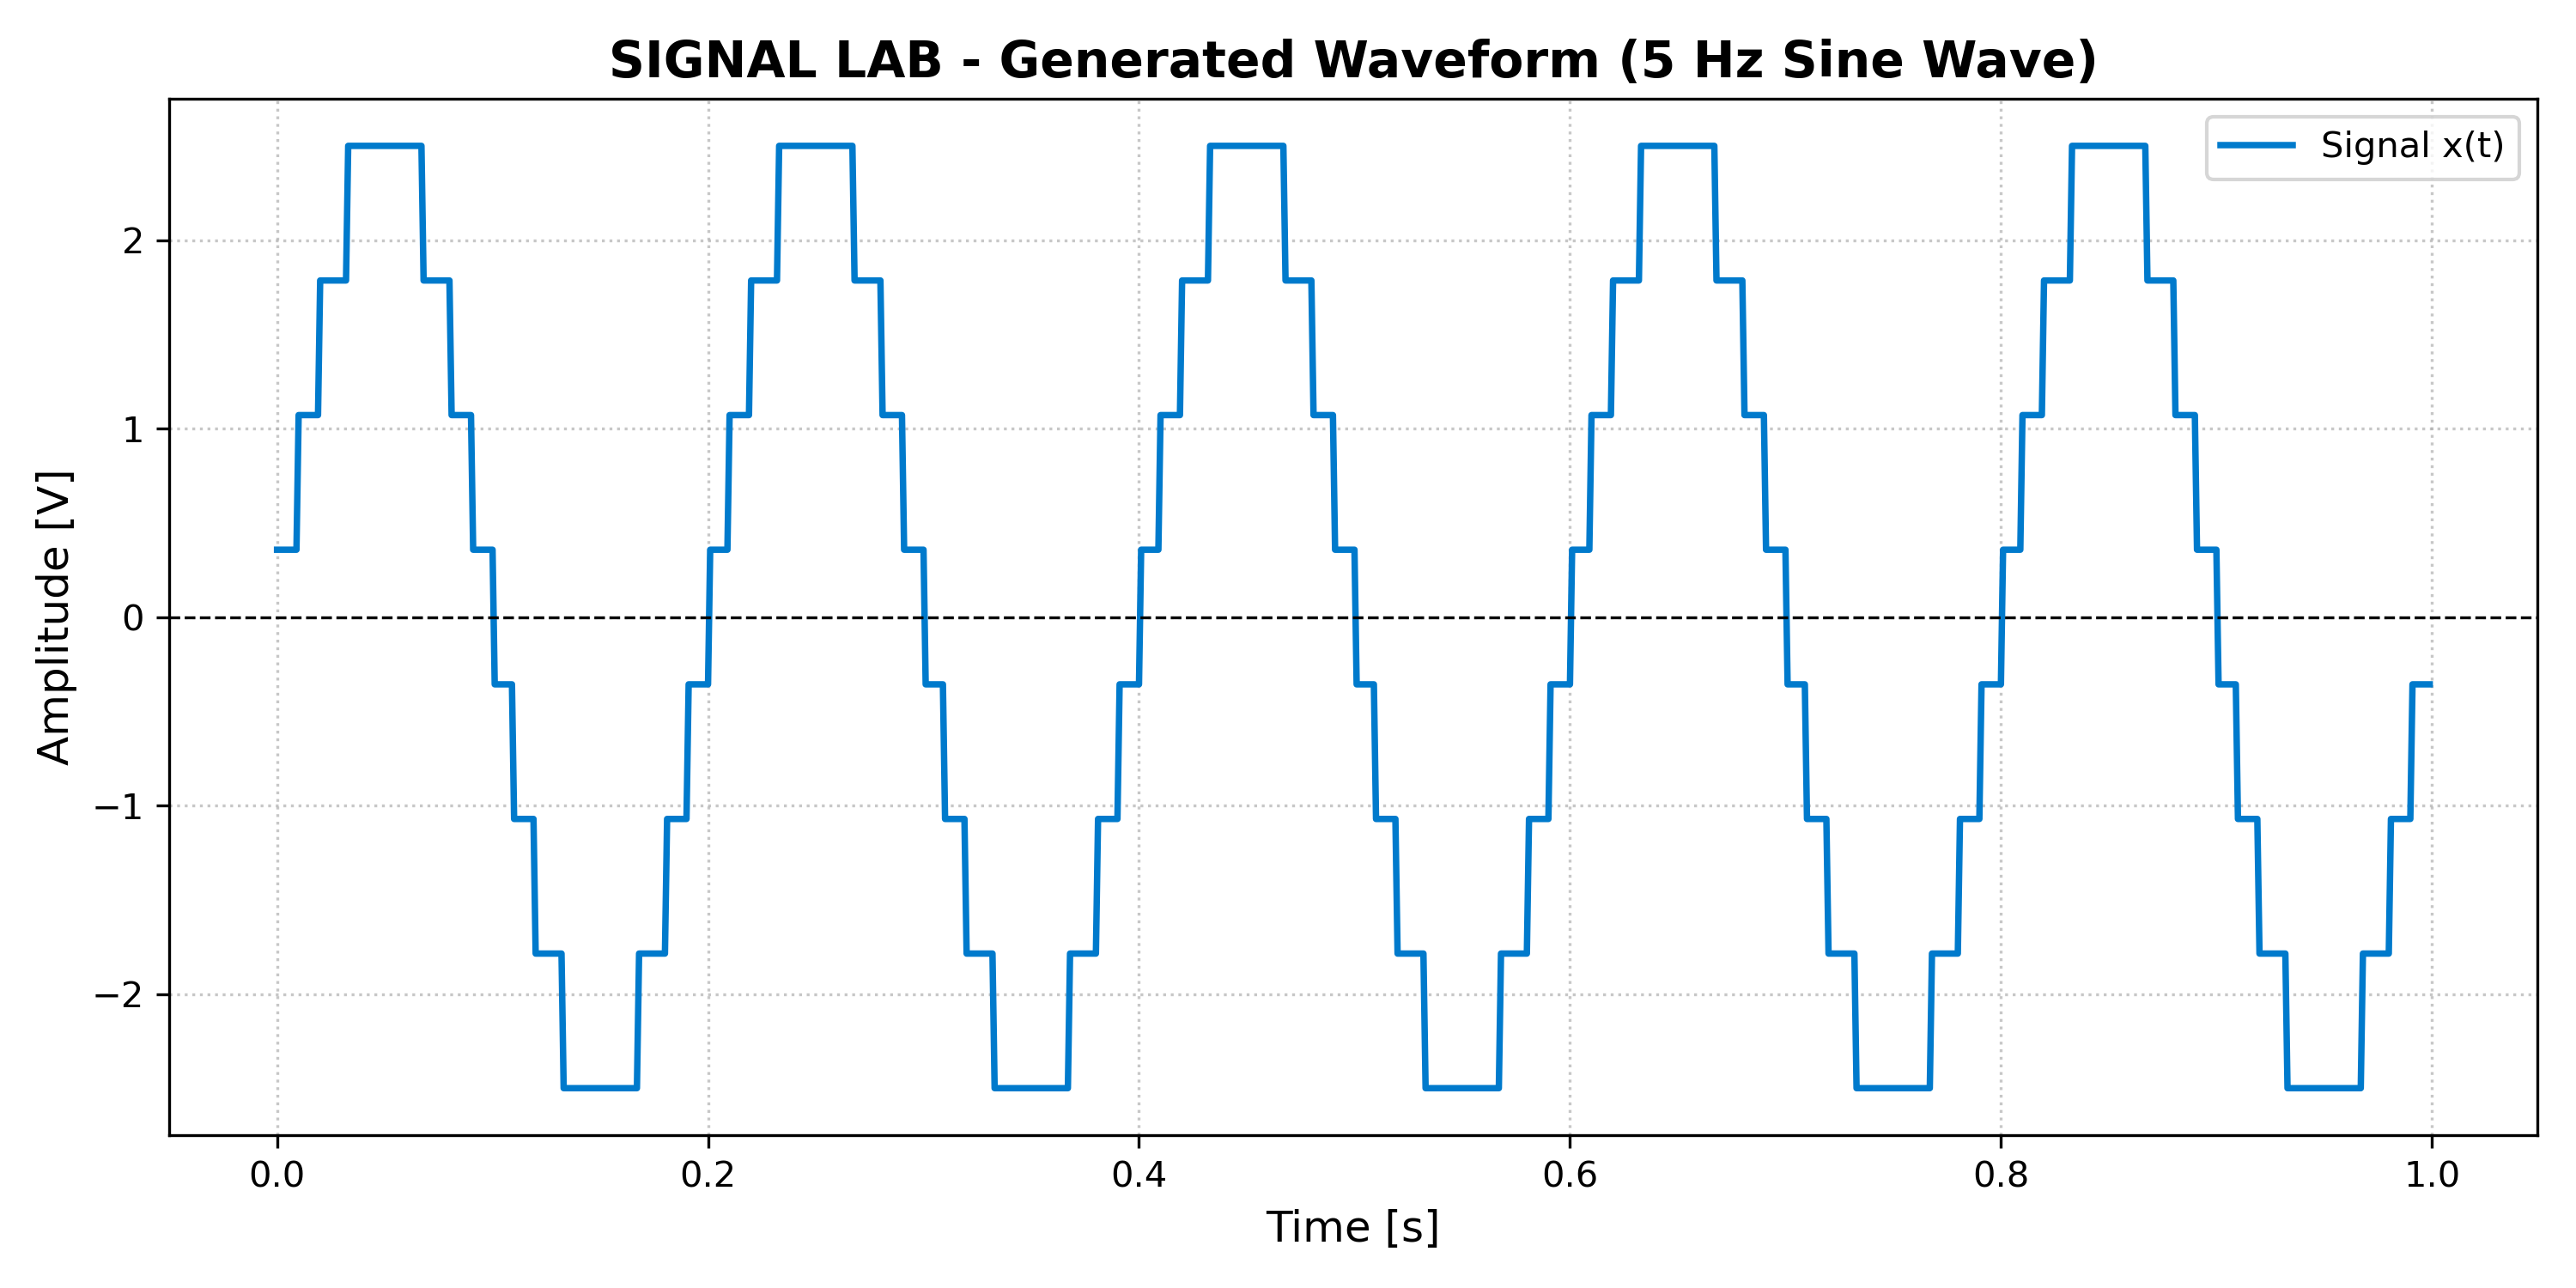 SIGNAL LAB - Generated Waveform (5 Hz Sine Wave)
Signal x(t)
Amplitude [V]
2
1
0
−1
−2
0.0 0.2 0.4 0.6 0.8 1.0
Time [s]